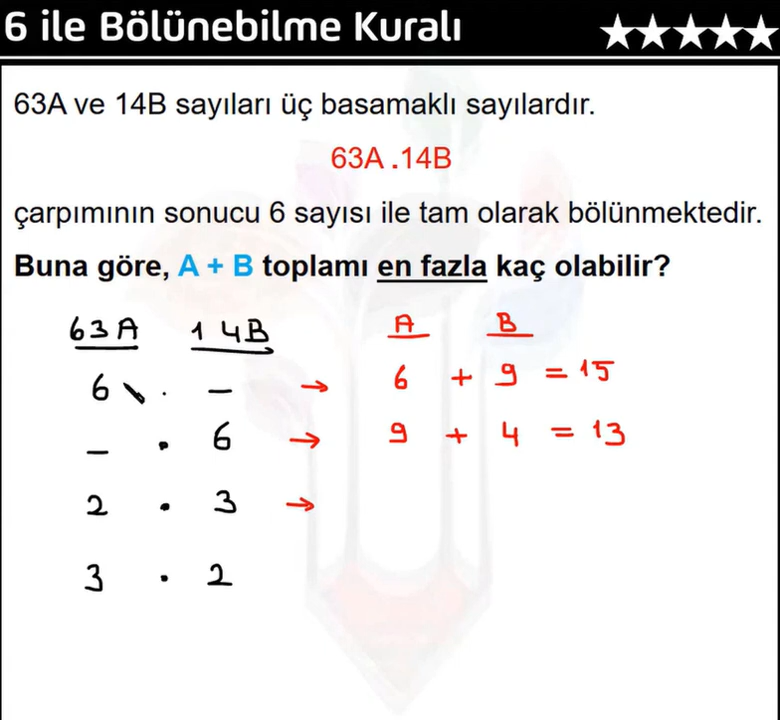 6 ile Bölünebilme Kuralı
63A ve 14B sayıları üç basamaklı sayılardır.
63A . 14B
çarpımının sonucu 6 sayısı ile tam olarak bölünmektedir.
Buna göre, A + B toplamı en fazla kaç olabilir?
63A 14B A B
6 . – → 6 + 9 = 15
– . 6 → 9 + 4 = 13
2 . 3 →
3 . 2